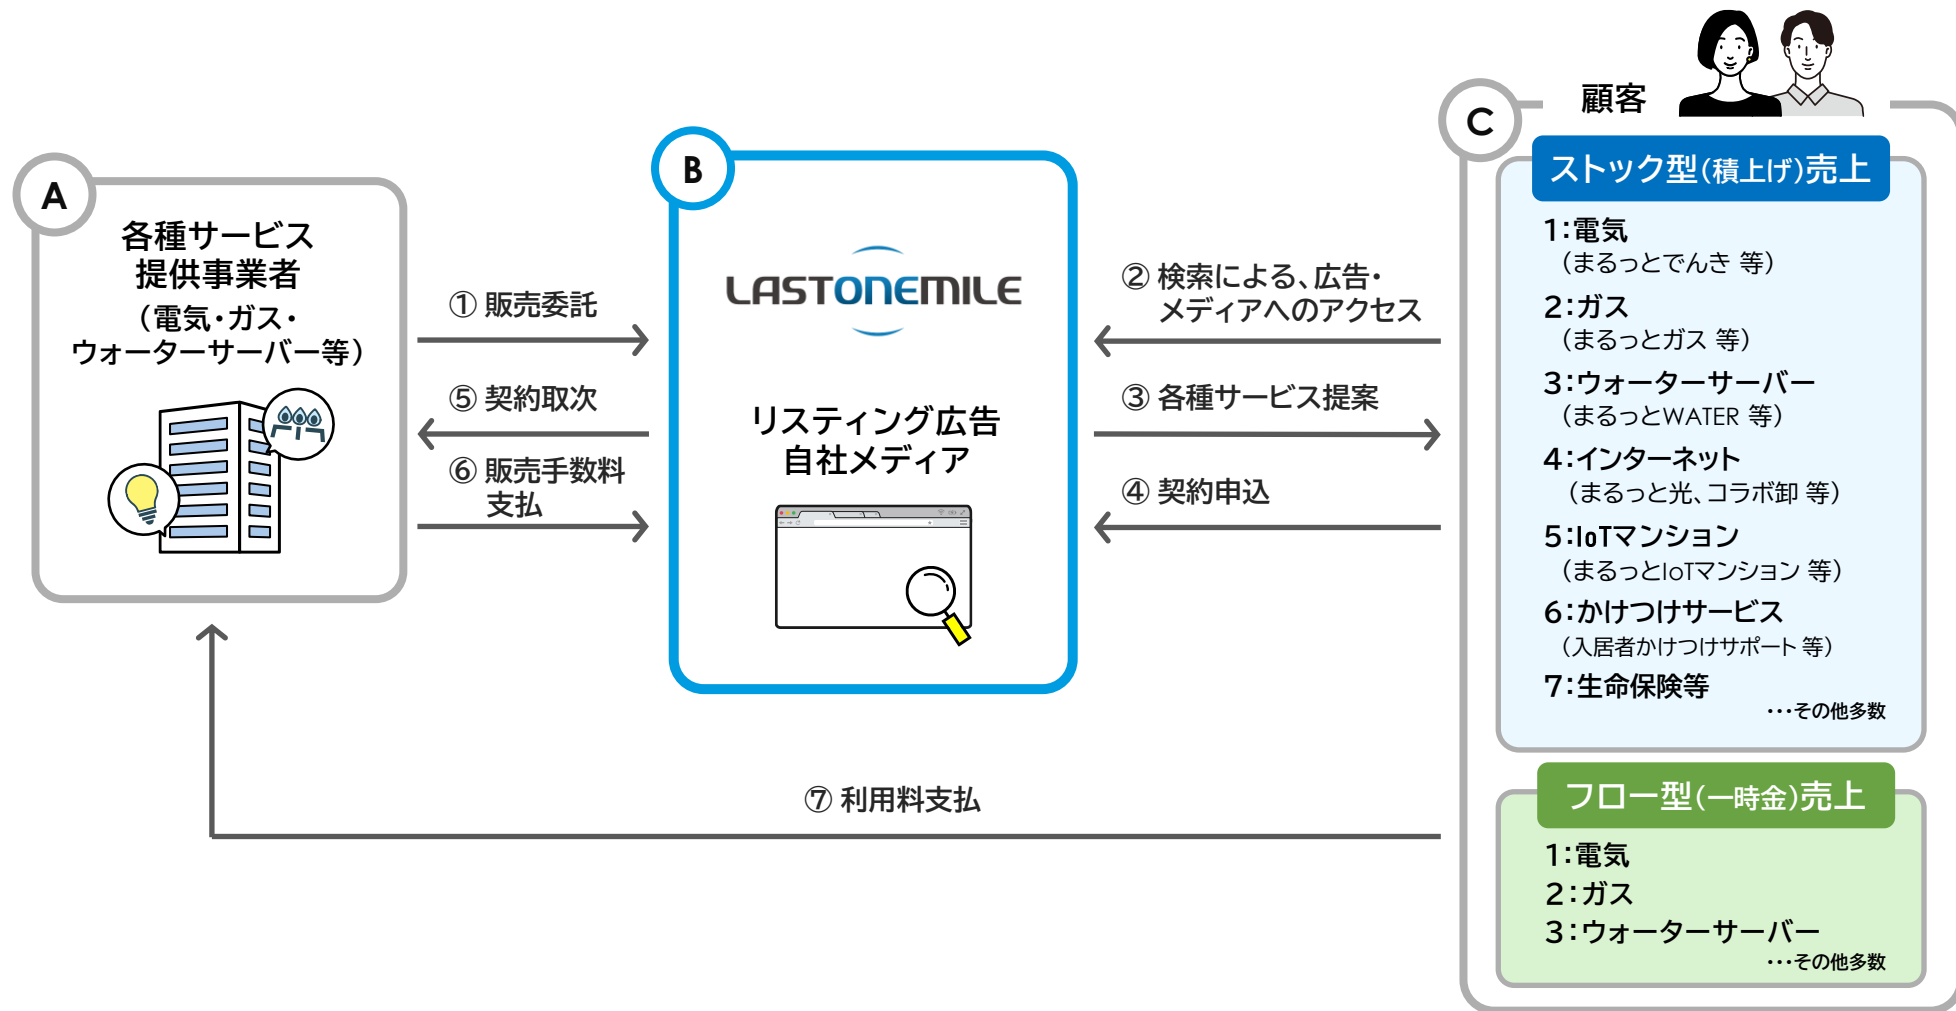 A
各種サービス
提供事業者
（電気・ガス・
ウォーターサーバー等）
① 販売委託
⑤ 契約取次
⑥ 販売手数料
支払
B
LASTONEMILE
リスティング広告
自社メディア
② 検索による、広告・
メディアへのアクセス
③ 各種サービス提案
④ 契約申込
⑦ 利用料支払
C
顧客
ストック型（積上げ）売上
1：電気
（まるっとでんき 等）
2：ガス
（まるっとガス 等）
3：ウォーターサーバー
（まるっとWATER 等）
4：インターネット
（まるっと光、コラボ卸 等）
5：IoTマンション
（まるっとIoTマンション 等）
6：かけつけサービス
（入居者かけつけサポート 等）
7：生命保険等
・・・その他多数
フロー型（一時金）売上
1：電気
2：ガス
3：ウォーターサーバー
・・・その他多数